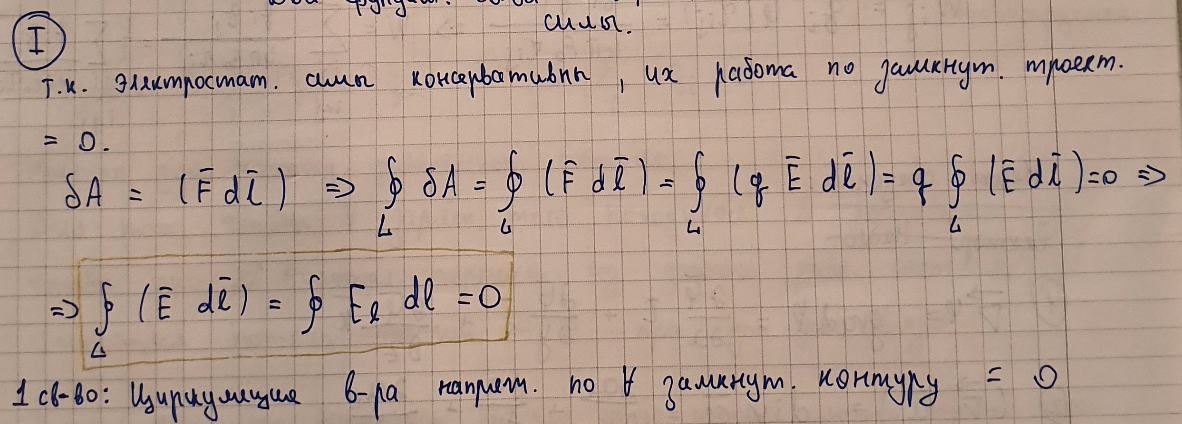 силы.
I
т.к. электростат. силы консервативны, их работа по замкнут. траект.
= 0.
δA = (F̄ dl̄) => ∮_L δA = ∮_L (F̄ dl̄) = ∮_L (q Ē dl̄) = q ∮_L (Ē dl̄) = 0 =>
=> ∮_L (Ē dl̄) = ∮ E_l dl = 0
1 св-во: Циркуляция в-ра напряж. по ∀ замкнут. контуру = 0